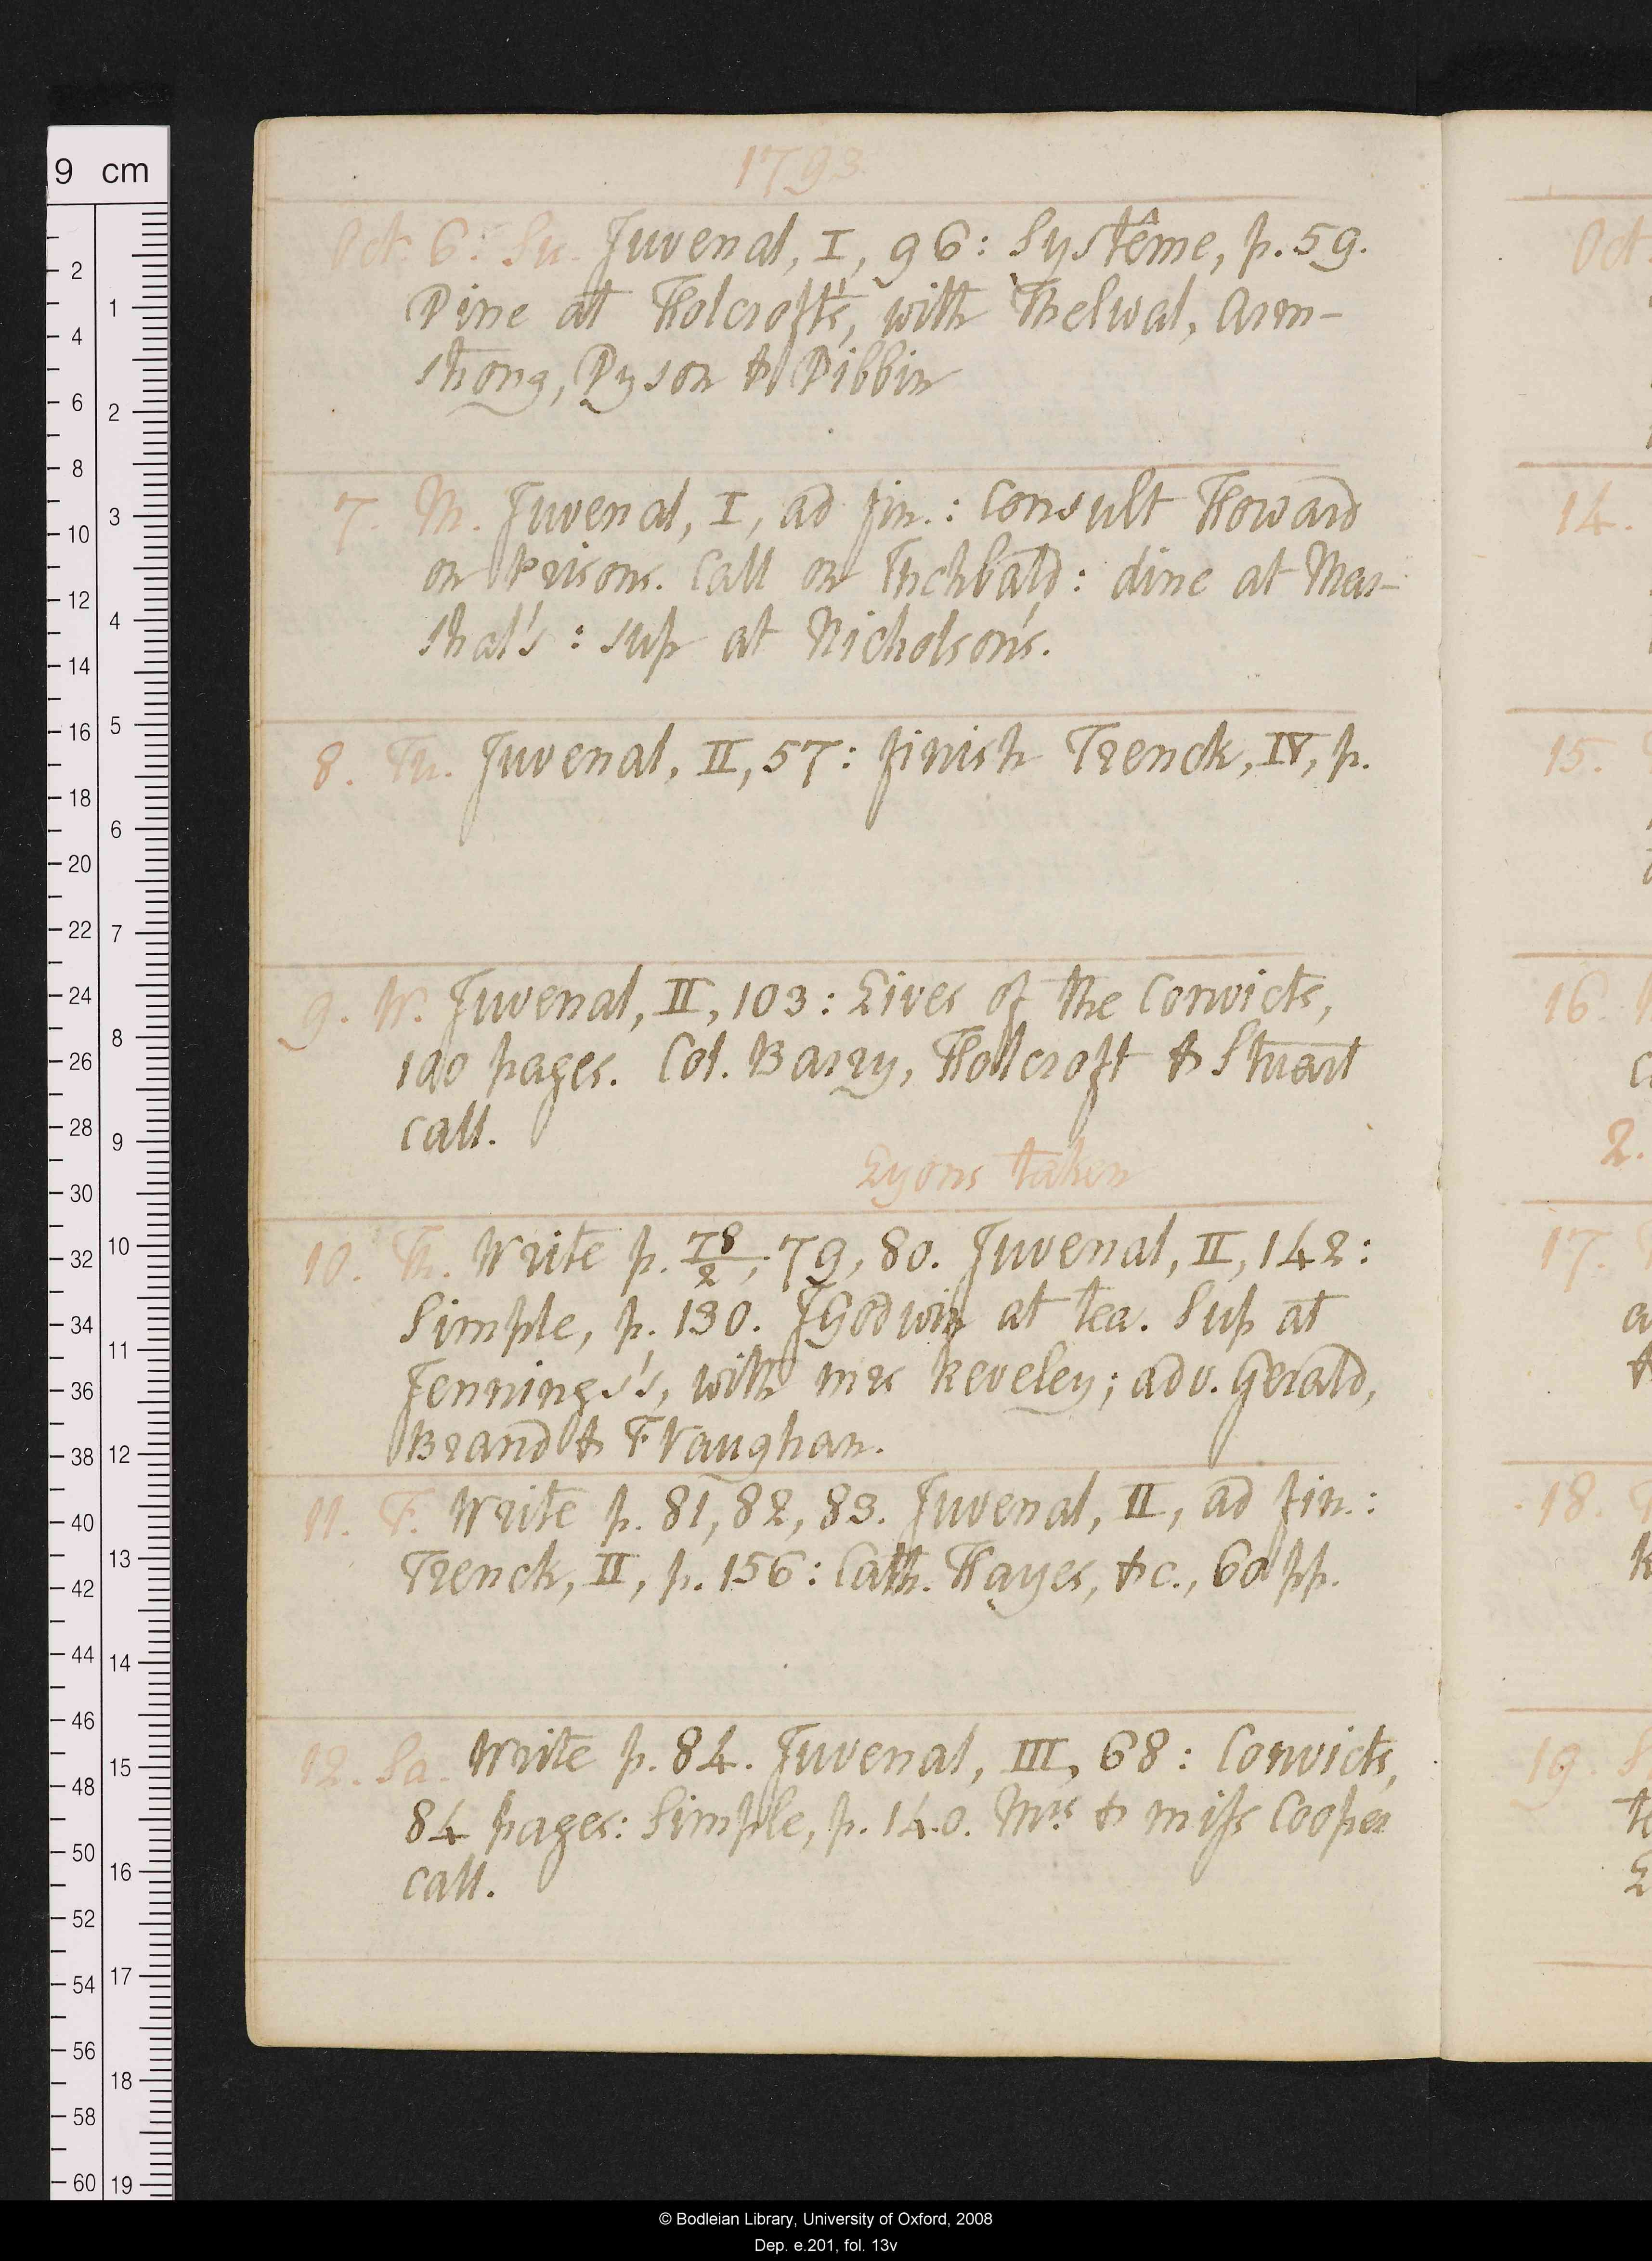 1793
Oct. 6. Su. Juvenal, I, 96: Système, p. 59.
Dine at Holcroft's, with Thelwal, Arm-
strong, Dyson & Dibbin
7. M. Juvenal, I, ad fin.: Consult Howard
on Prisons. Call on Inchbald: dine at Mar-
shal's: sup at Nicholson's.
8. Tu. Juvenal, II, 57: finish Trenck, IV, p.
9. W. Juvenal, II, 103: Lives of the Convicts,
100 pages. Col. Barry, Holcroft & Stuart
call.
Lyons taken
10. Th. Write p. 78/2, 79, 80. Juvenal, II, 142:
Simple, p. 130. J Godwin at tea. Sup at
Jennings's, with mrs Reveley; adv. Gerald,
Brand & F Vaughan.
11. F. Write p. 81, 82, 83. Juvenal, II, ad fin.:
Trenck, II, p. 156: Cath. Hayes, &c., 60 pp.
12. Sa. Write p. 84. Juvenal, III, 68: Convicts,
84 pages: Simple, p. 140. Mrs & miss Cooper
call.
Oct.
14.
15.
16.
2.
17.
18.
19.
9 cm
2 4 6 8 10 12 14 16 18 20 22 24 26 28 30 32 34 36 38 40 42 44 46 48 50 52 54 56 58 60
1 2 3 4 5 6 7 8 9 10 11 12 13 14 15 16 17 18 19
© Bodleian Library, University of Oxford, 2008
Dep. e.201, fol. 13v